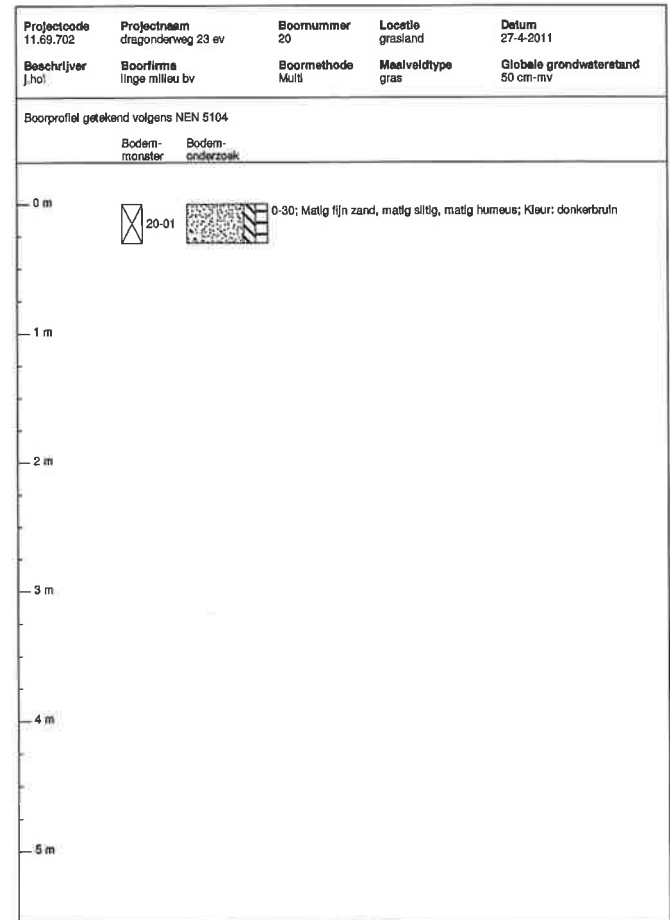 Projectcode Projectnaam Boornummer Locatie Datum
11.69.702 dragonderweg 23 ev 20 grasland 27-4-2011
Beschrijver Boorfirma Boormethode Maaiveldtype Globale grondwaterstand
j.hol linge milieu bv Multi gras 50 cm-mv
Boorprofiel getekend volgens NEN 5104
Bodem- Bodem-
monster onderzoek
0 m
20-01
0-30; Matig fijn zand, matig siltig, matig humeus; Kleur: donkerbruin
1 m
2 m
3 m
4 m
5 m